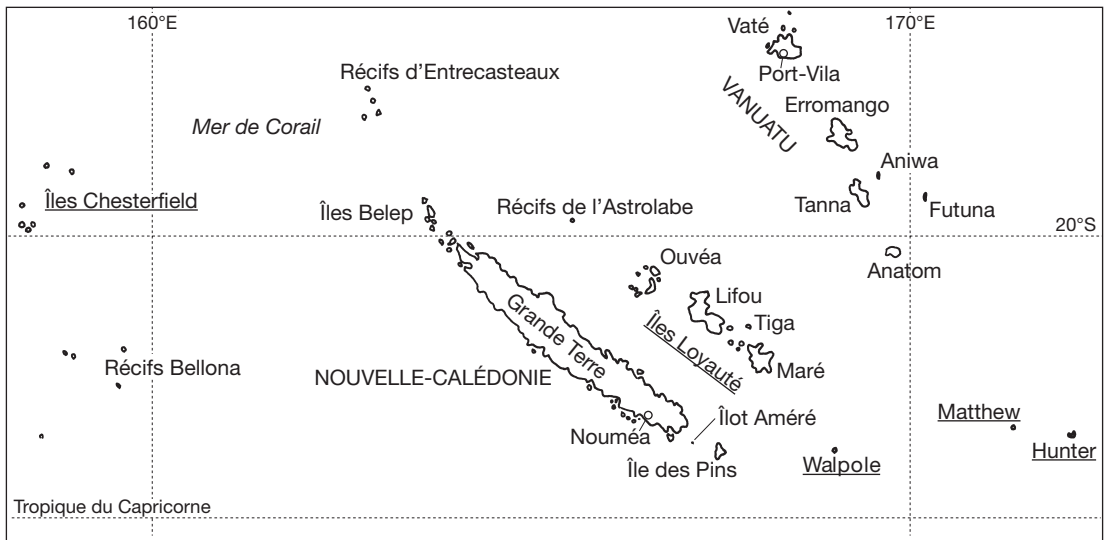 160°E
170°E
Vaté
Port-Vila
Récifs d'Entrecasteaux
VANUATU
Erromango
Mer de Corail
Aniwa
Îles Chesterfield
Îles Belep
Récifs de l'Astrolabe
Tanna
Futuna
20°S
Ouvéa
Anatom
Lifou
Grande Terre
Tiga
Îles Loyauté
Récifs Bellona
Maré
NOUVELLE-CALÉDONIE
Matthew
Îlot Améré
Nouméa
Hunter
Île des Pins
Walpole
Tropique du Capricorne